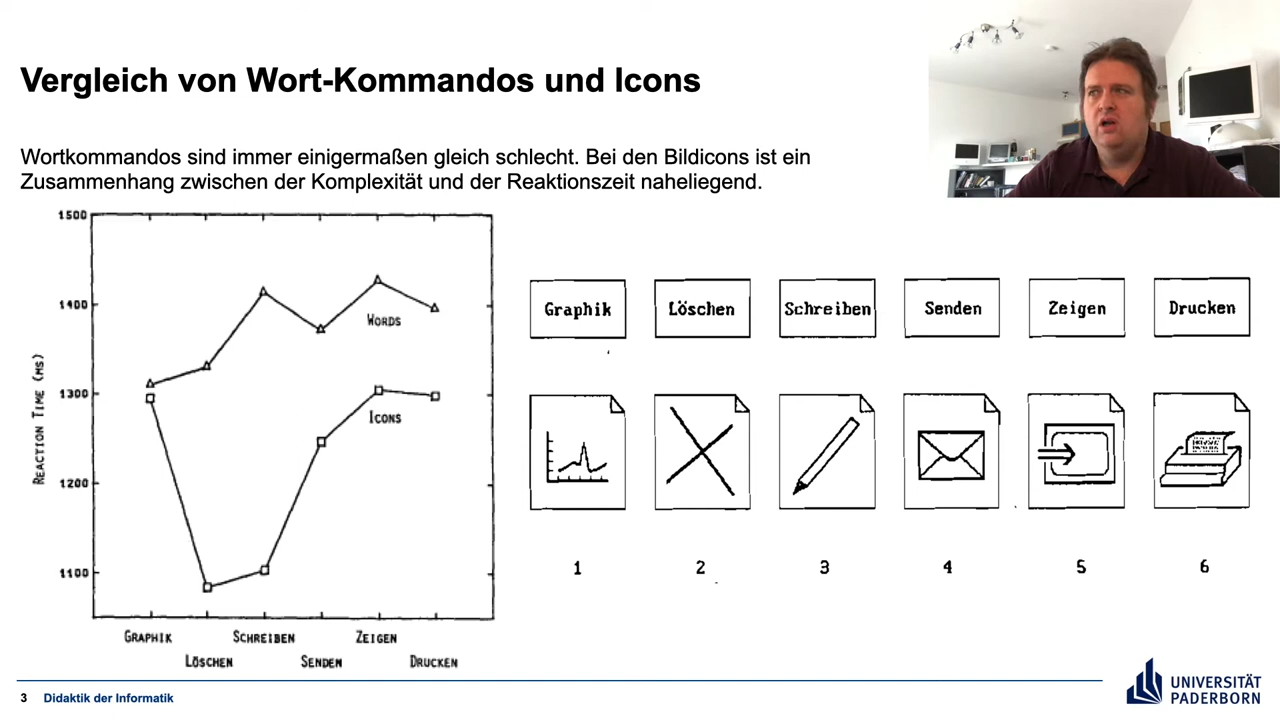 Vergleich von Wort-Kommandos und Icons
Wortkommandos sind immer einigermaßen gleich schlecht. Bei den Bildicons ist ein
Zusammenhang zwischen der Komplexität und der Reaktionszeit naheliegend.
1500
1400
1300
1200
1100
REACTION TIME (MS)
WORDS
ICONS
GRAPHIK
LÖSCHEN
SCHREIBEN
SENDEN
ZEIGEN
DRUCKEN
Graphik
Löschen
Schreiben
Senden
Zeigen
Drucken
1
2
3
4
5
6
3
Didaktik der Informatik
UNIVERSITÄT
PADERBORN